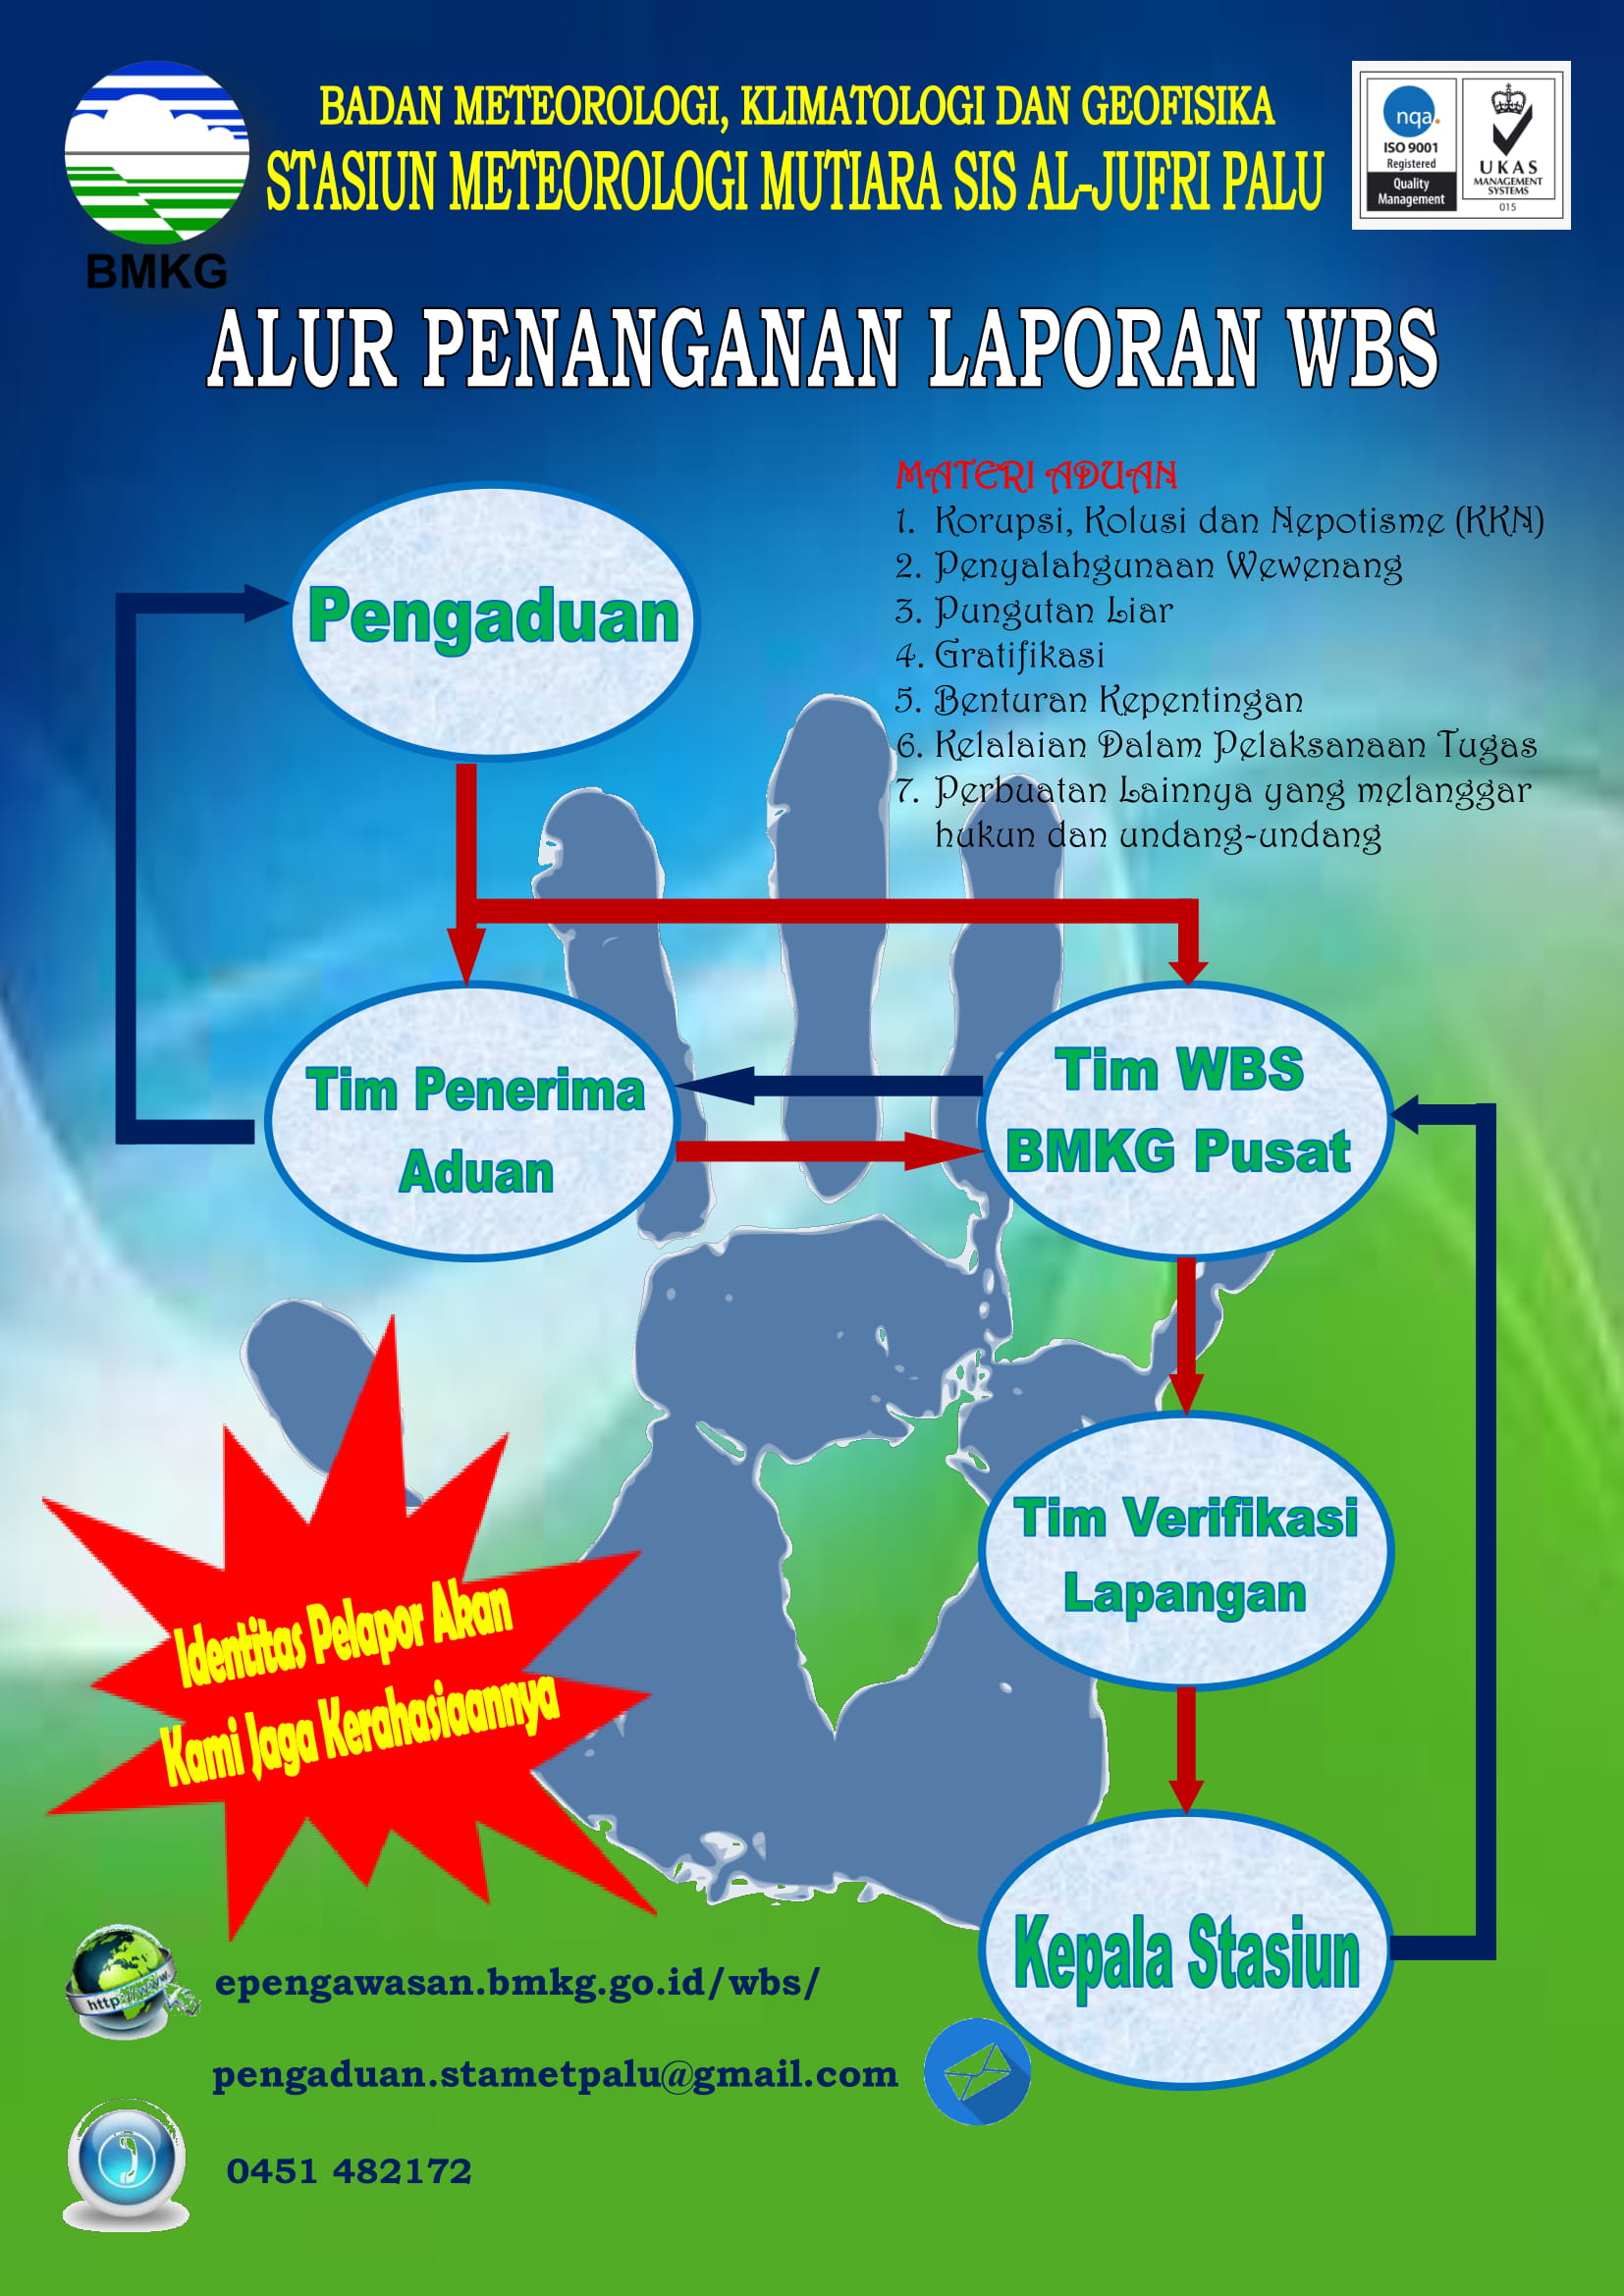 BADAN METEOROLOGI, KLIMATOLOGI DAN GEOFISIKA
STASIUN METEOROLOGI MUTIARA SIS AL-JUFRI PALU
BMKG
nqa.
ISO 9001
Registered
Quality
Management
UKAS
MANAGEMENT
SYSTEMS
015
ALUR PENANGANAN LAPORAN WBS
MATERI ADUAN
1. Korupsi, Kolusi dan Nepotisme (KKN)
2. Penyalahgunaan Wewenang
3. Pungutan Liar
4. Gratifikasi
5. Benturan Kepentingan
6. Kelalaian Dalam Pelaksanaan Tugas
7. Perbuatan Lainnya yang melanggar
hukun dan undang-undang
Pengaduan
Tim Penerima
Aduan
Tim WBS
BMKG Pusat
Tim Verifikasi
Lapangan
Kepala Stasiun
Identitas Pelapor Akan
Kami Jaga Kerahasiaannya
epengawasan.bmkg.go.id/wbs/
pengaduan.stametpalu@gmail.com
0451 482172